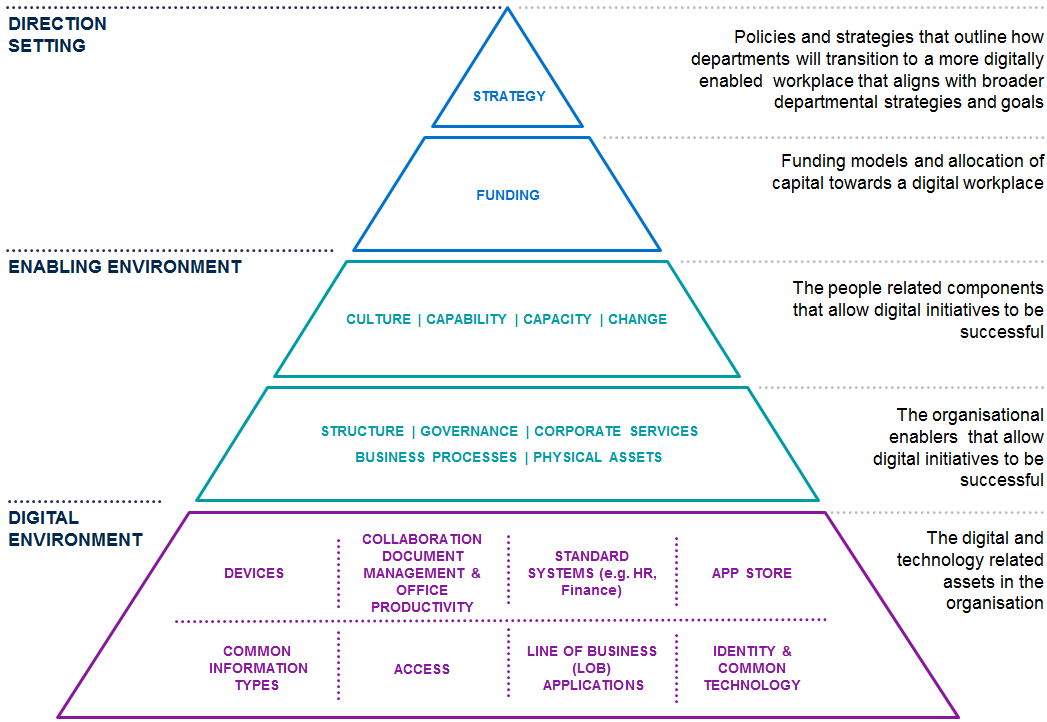 DIRECTION
SETTING
STRATEGY
Policies and strategies that outline how
departments will transition to a more digitally
enabled workplace that aligns with broader
departmental strategies and goals
FUNDING
Funding models and allocation of
capital towards a digital workplace
ENABLING ENVIRONMENT
CULTURE | CAPABILITY | CAPACITY | CHANGE
The people related components
that allow digital initiatives to be
successful
STRUCTURE | GOVERNANCE | CORPORATE SERVICES
BUSINESS PROCESSES | PHYSICAL ASSETS
The organisational
enablers that allow
digital initiatives to be
successful
DIGITAL
ENVIRONMENT
DEVICES
COLLABORATION
DOCUMENT
MANAGEMENT &
OFFICE
PRODUCTIVITY
STANDARD
SYSTEMS (e.g. HR,
Finance)
APP STORE
The digital and
technology related
assets in the
organisation
COMMON
INFORMATION
TYPES
ACCESS
LINE OF BUSINESS
(LOB)
APPLICATIONS
IDENTITY &
COMMON
TECHNOLOGY